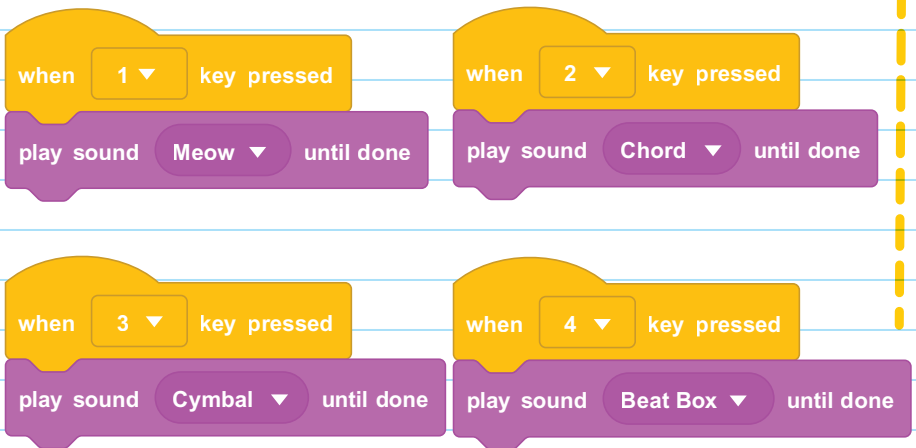 when 1 key pressed
play sound Meow until done
when 2 key pressed
play sound Chord until done
when 3 key pressed
play sound Cymbal until done
when 4 key pressed
play sound Beat Box until done